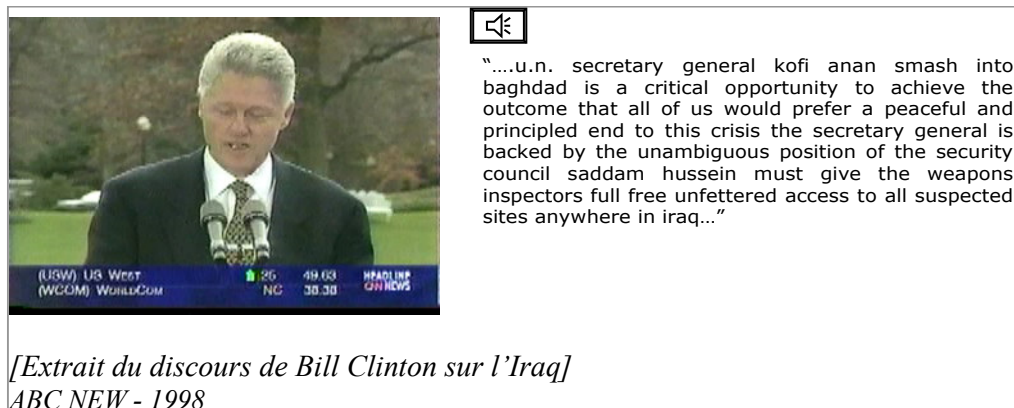 “….u.n. secretary general kofi anan smash into
baghdad is a critical opportunity to achieve the
outcome that all of us would prefer a peaceful and
principled end to this crisis the secretary general is
backed by the unambiguous position of the security
council saddam hussein must give the weapons
inspectors full free unfettered access to all suspected
sites anywhere in iraq…”
(USW) US WEST 25 49.63
(WCOM) WORLDCOM NC 38.38
HEADLINE
CNN NEWS
[Extrait du discours de Bill Clinton sur l’Iraq]
ABC NEW - 1998